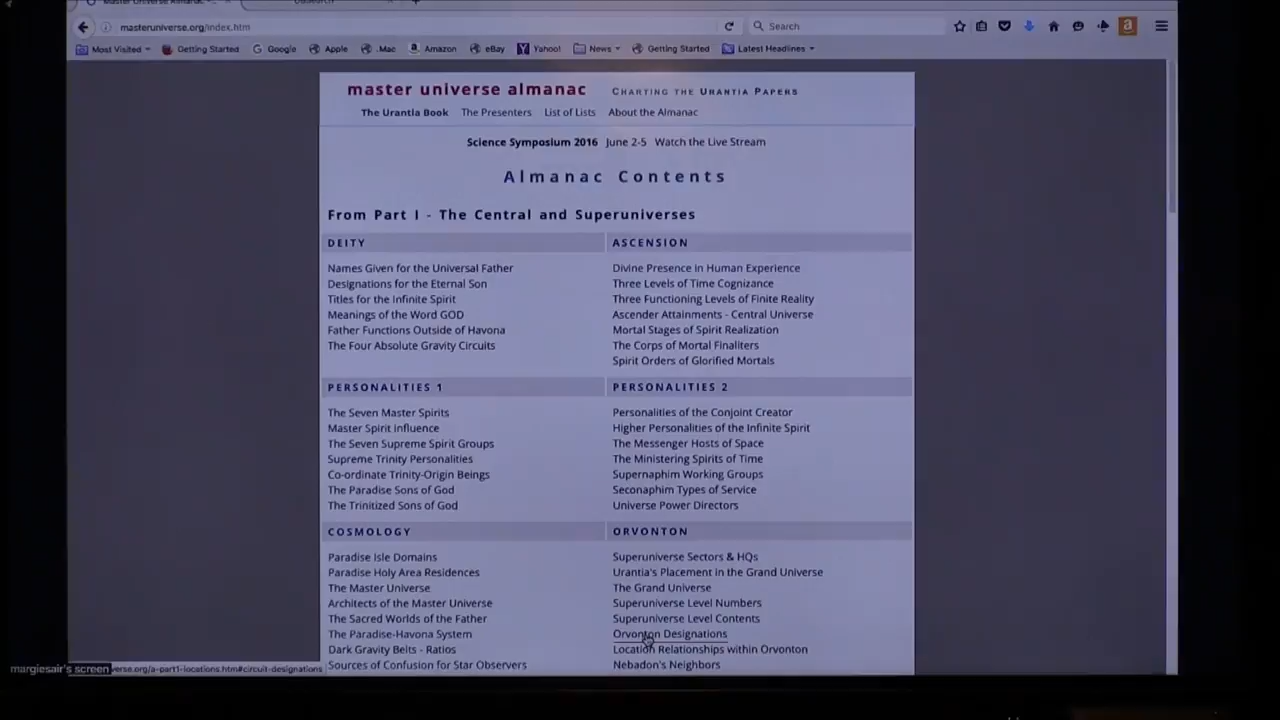 masteruniverse.org/index.htm
Search
Most Visited
Getting Started
Google
Apple
.Mac
Amazon
eBay
Yahoo!
News
Getting Started
Latest Headlines
master universe almanac CHARTING THE URANTIA PAPERS
The Urantia Book The Presenters List of Lists About the Almanac
Science Symposium 2016 June 2-5 Watch the Live Stream
Almanac Contents
From Part I - The Central and Superuniverses
DEITY
Names Given for the Universal Father
Designations for the Eternal Son
Titles for the Infinite Spirit
Meanings of the Word GOD
Father Functions Outside of Havona
The Four Absolute Gravity Circuits
ASCENSION
Divine Presence in Human Experience
Three Levels of Time Cognizance
Three Functioning Levels of Finite Reality
Ascender Attainments - Central Universe
Mortal Stages of Spirit Realization
The Corps of Mortal Finaliters
Spirit Orders of Glorified Mortals
PERSONALITIES 1
The Seven Master Spirits
Master Spirit Influence
The Seven Supreme Spirit Groups
Supreme Trinity Personalities
Co-ordinate Trinity-Origin Beings
The Paradise Sons of God
The Trinitized Sons of God
PERSONALITIES 2
Personalities of the Conjoint Creator
Higher Personalities of the Infinite Spirit
The Messenger Hosts of Space
The Ministering Spirits of Time
Supernaphim Working Groups
Seconaphim Types of Service
Universe Power Directors
COSMOLOGY
Paradise Isle Domains
Paradise Holy Area Residences
The Master Universe
Architects of the Master Universe
The Sacred Worlds of the Father
The Paradise-Havona System
Dark Gravity Belts - Ratios
Sources of Confusion for Star Observers
ORVONTON
Superuniverse Sectors & HQs
Urantia's Placement in the Grand Universe
The Grand Universe
Superuniverse Level Numbers
Superuniverse Level Contents
Orvonton Designations
Location Relationships within Orvonton
Nebadon's Neighbors
margiesair's screen
verse.org/a-part1-locations.htm#circuit-designations